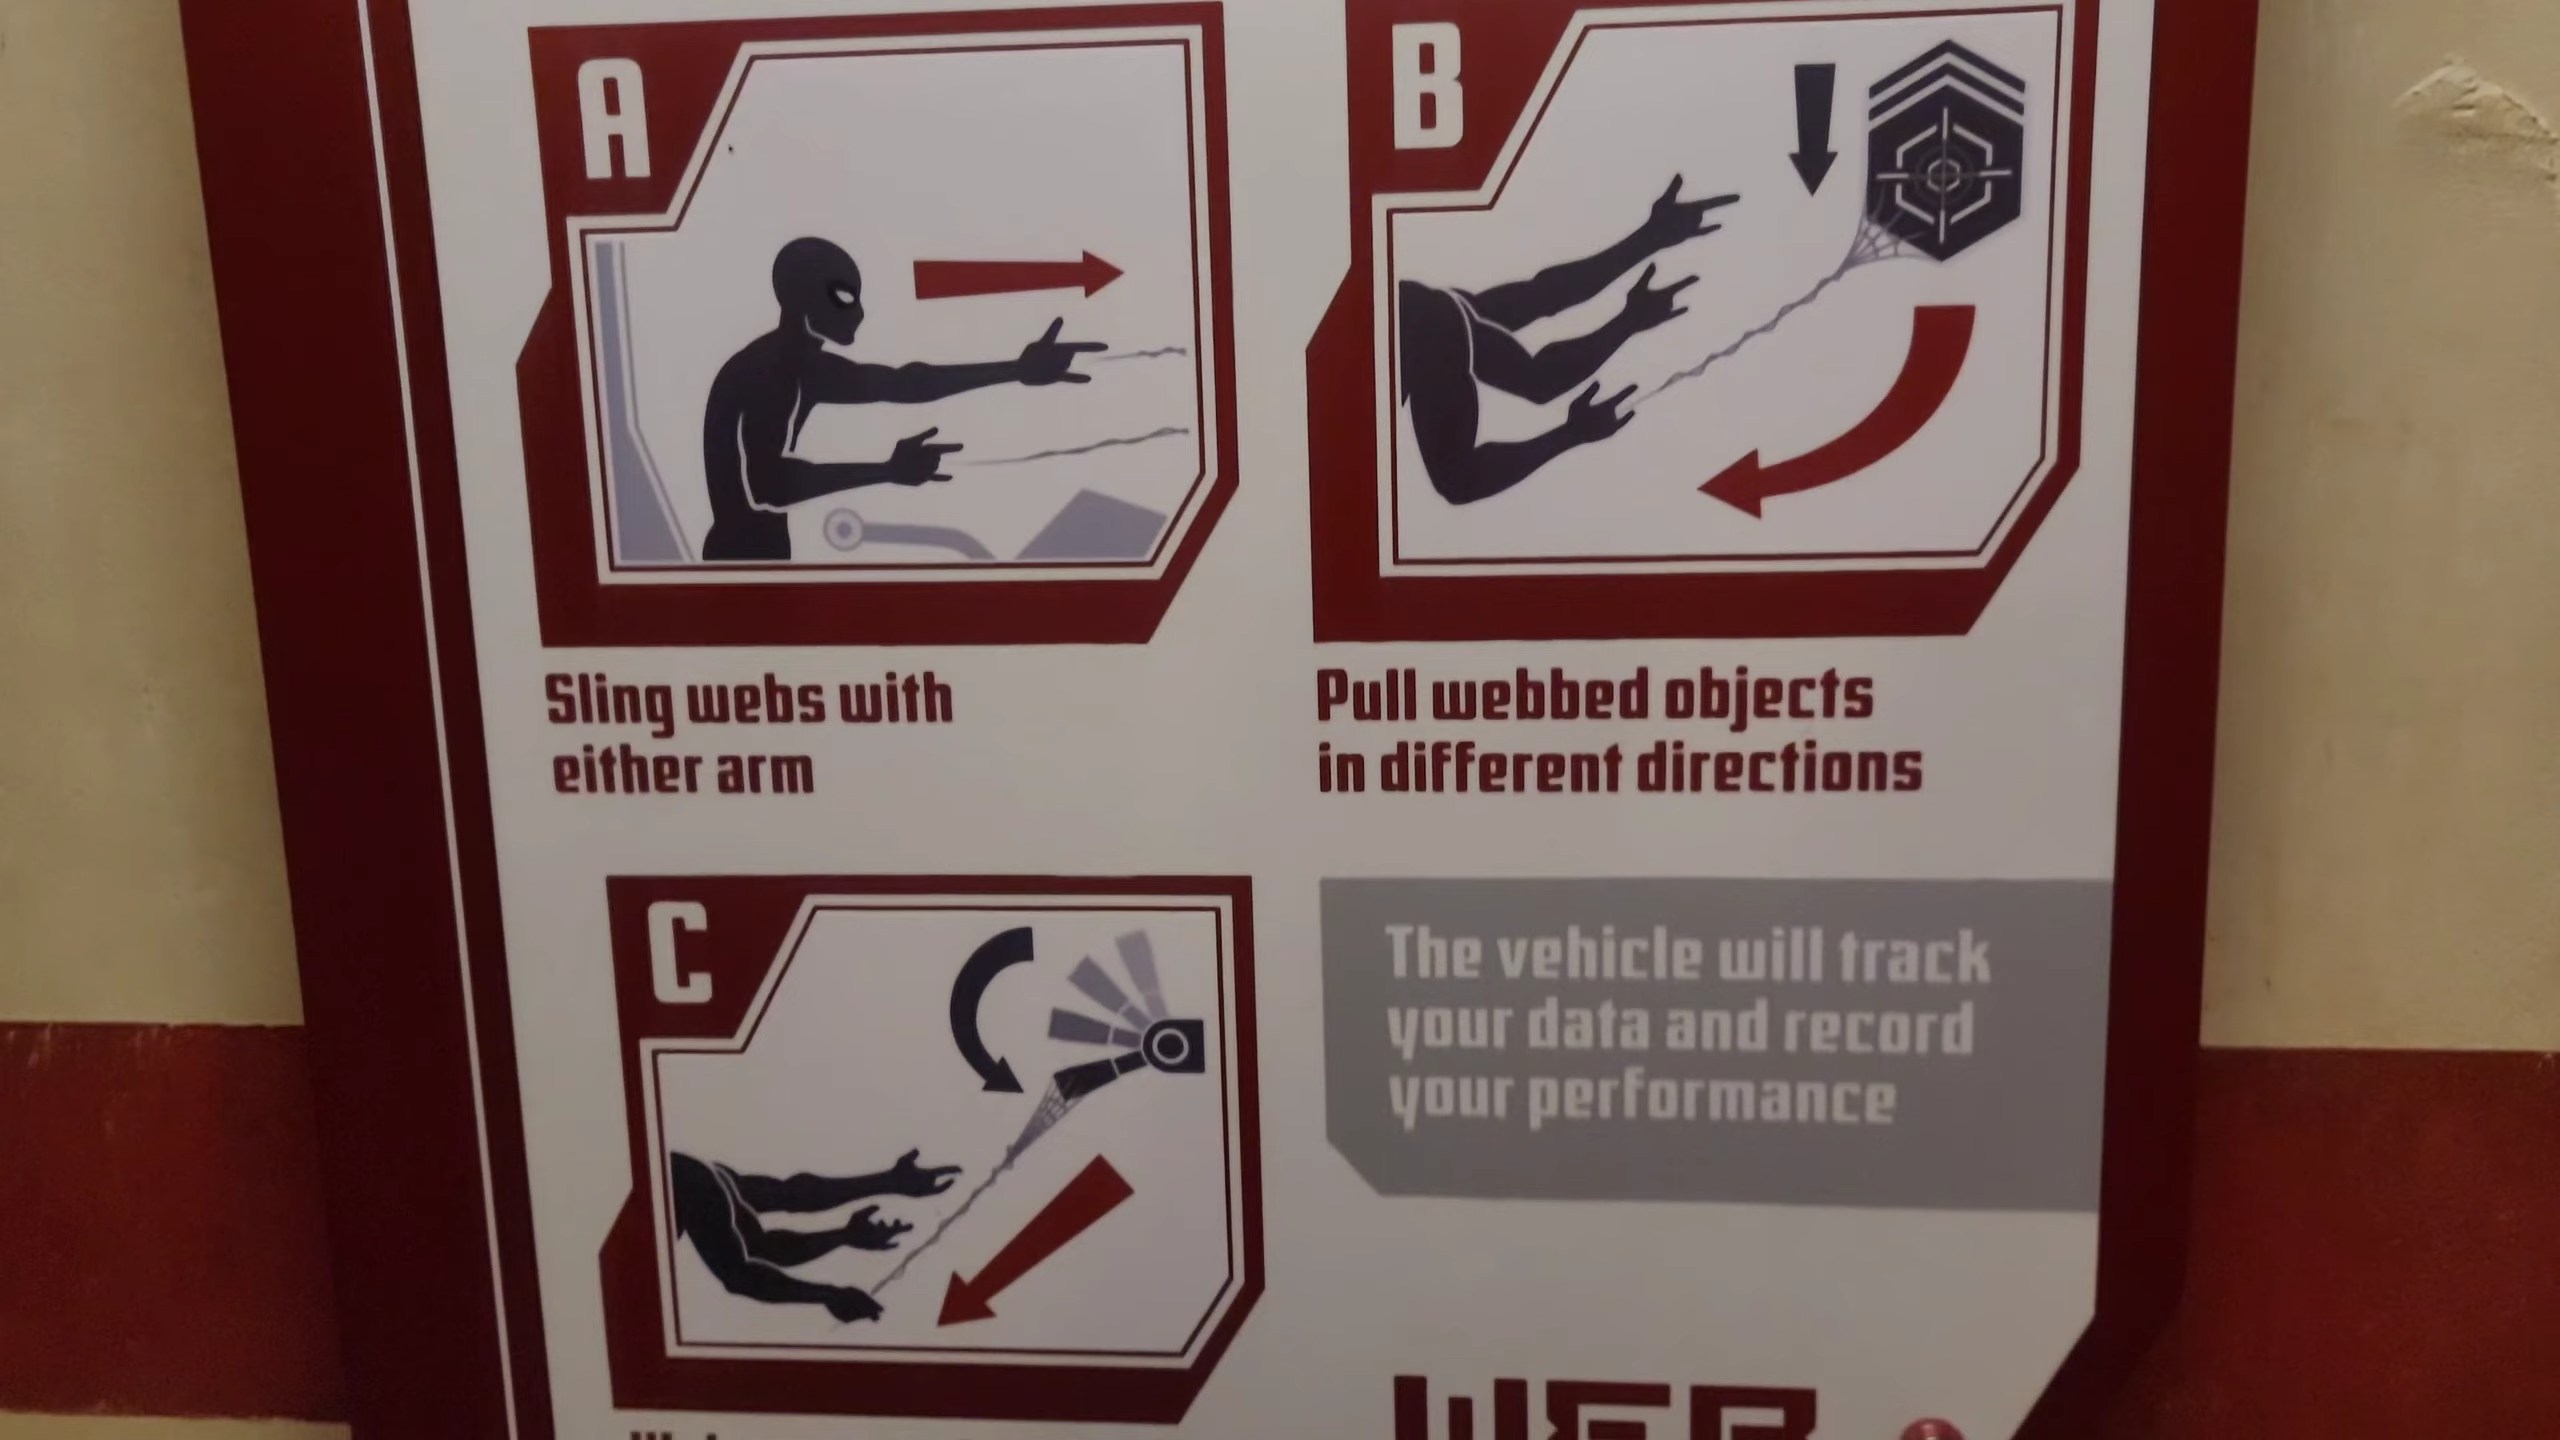 A
Sling webs with
either arm
B
Pull webbed objects
in different directions
C
The vehicle will track
your data and record
your performance
WEB